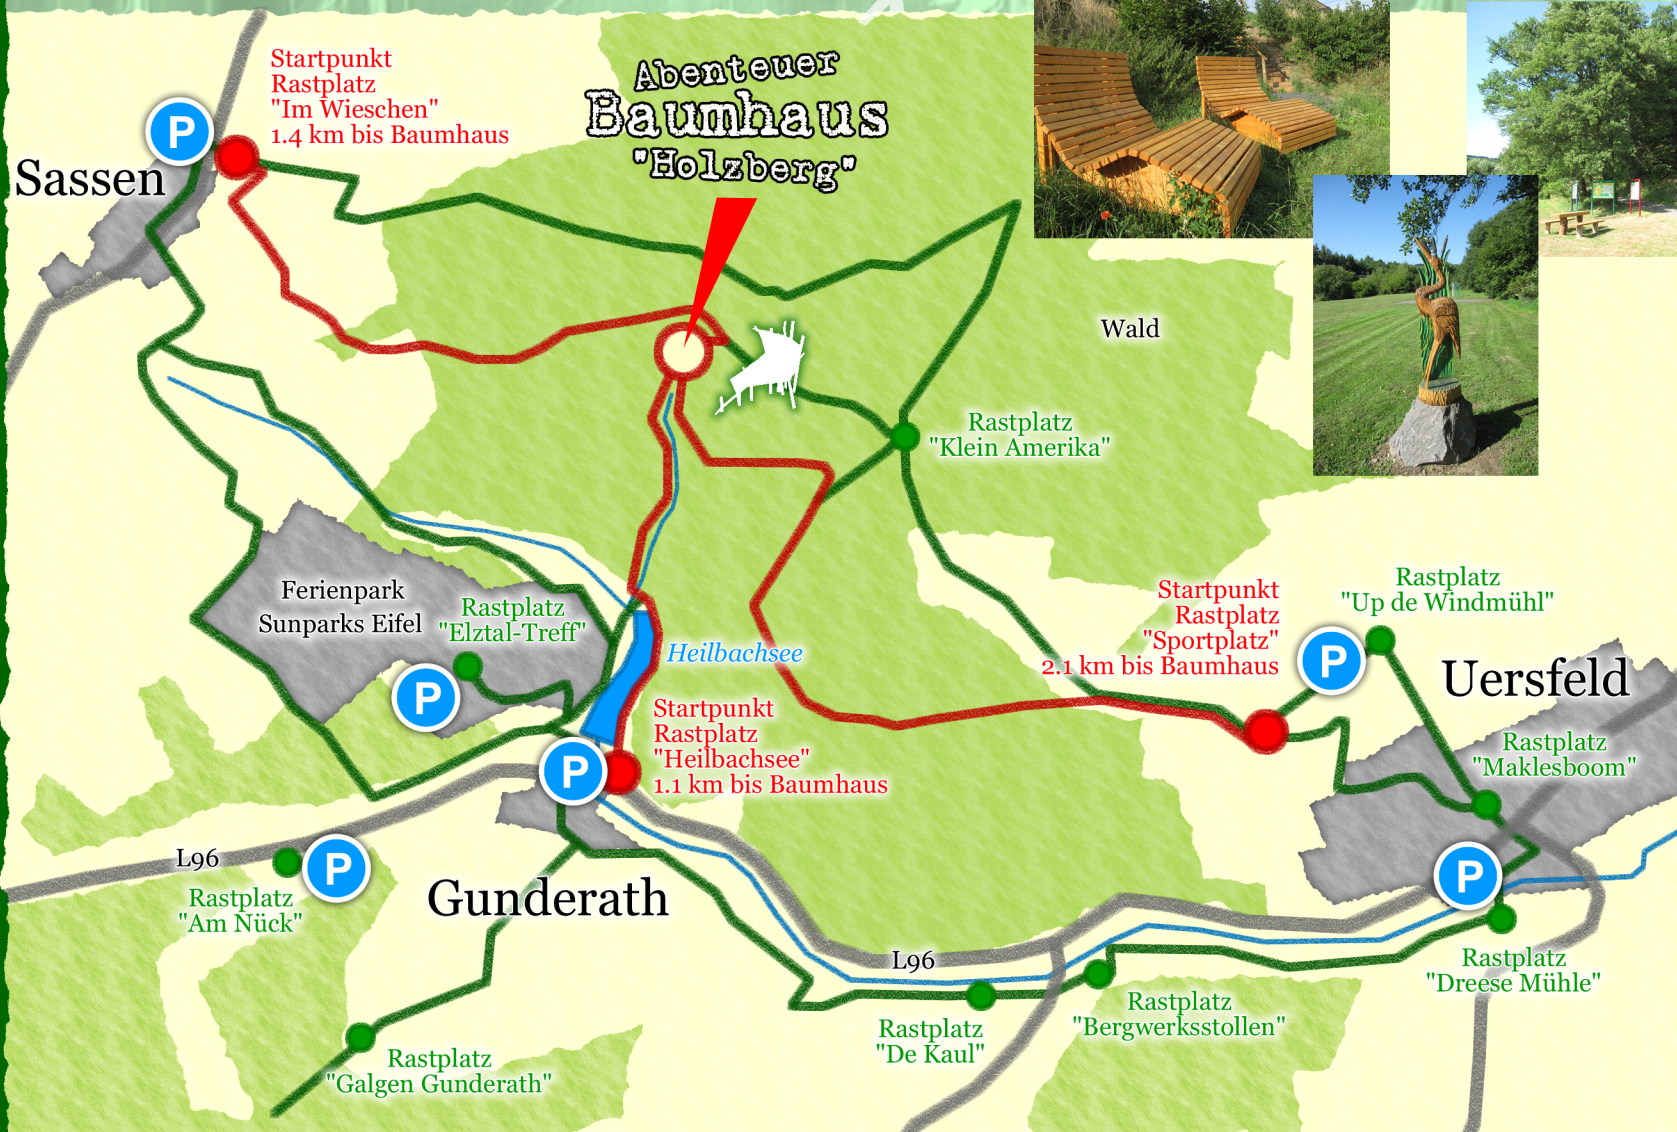 Startpunkt
Rastplatz
"Im Wieschen"
1.4 km bis Baumhaus
Abenteuer
Baumhaus
"Holzberg"
P
Sassen
Wald
Rastplatz
"Klein Amerika"
Ferienpark
Sunparks Eifel
Rastplatz
"Elztal-Treff"
P
Heilbachsee
Startpunkt
Rastplatz
"Sportplatz"
2.1 km bis Baumhaus
Rastplatz
"Up de Windmühl"
P
Uersfeld
Startpunkt
Rastplatz
"Heilbachsee"
1.1 km bis Baumhaus
P
Rastplatz
"Maklesboom"
L96
P
Rastplatz
"Am Nück"
Gunderath
P
L96
Rastplatz
"Dreese Mühle"
Rastplatz
"Bergwerksstollen"
Rastplatz
"De Kaul"
Rastplatz
"Galgen Gunderath"